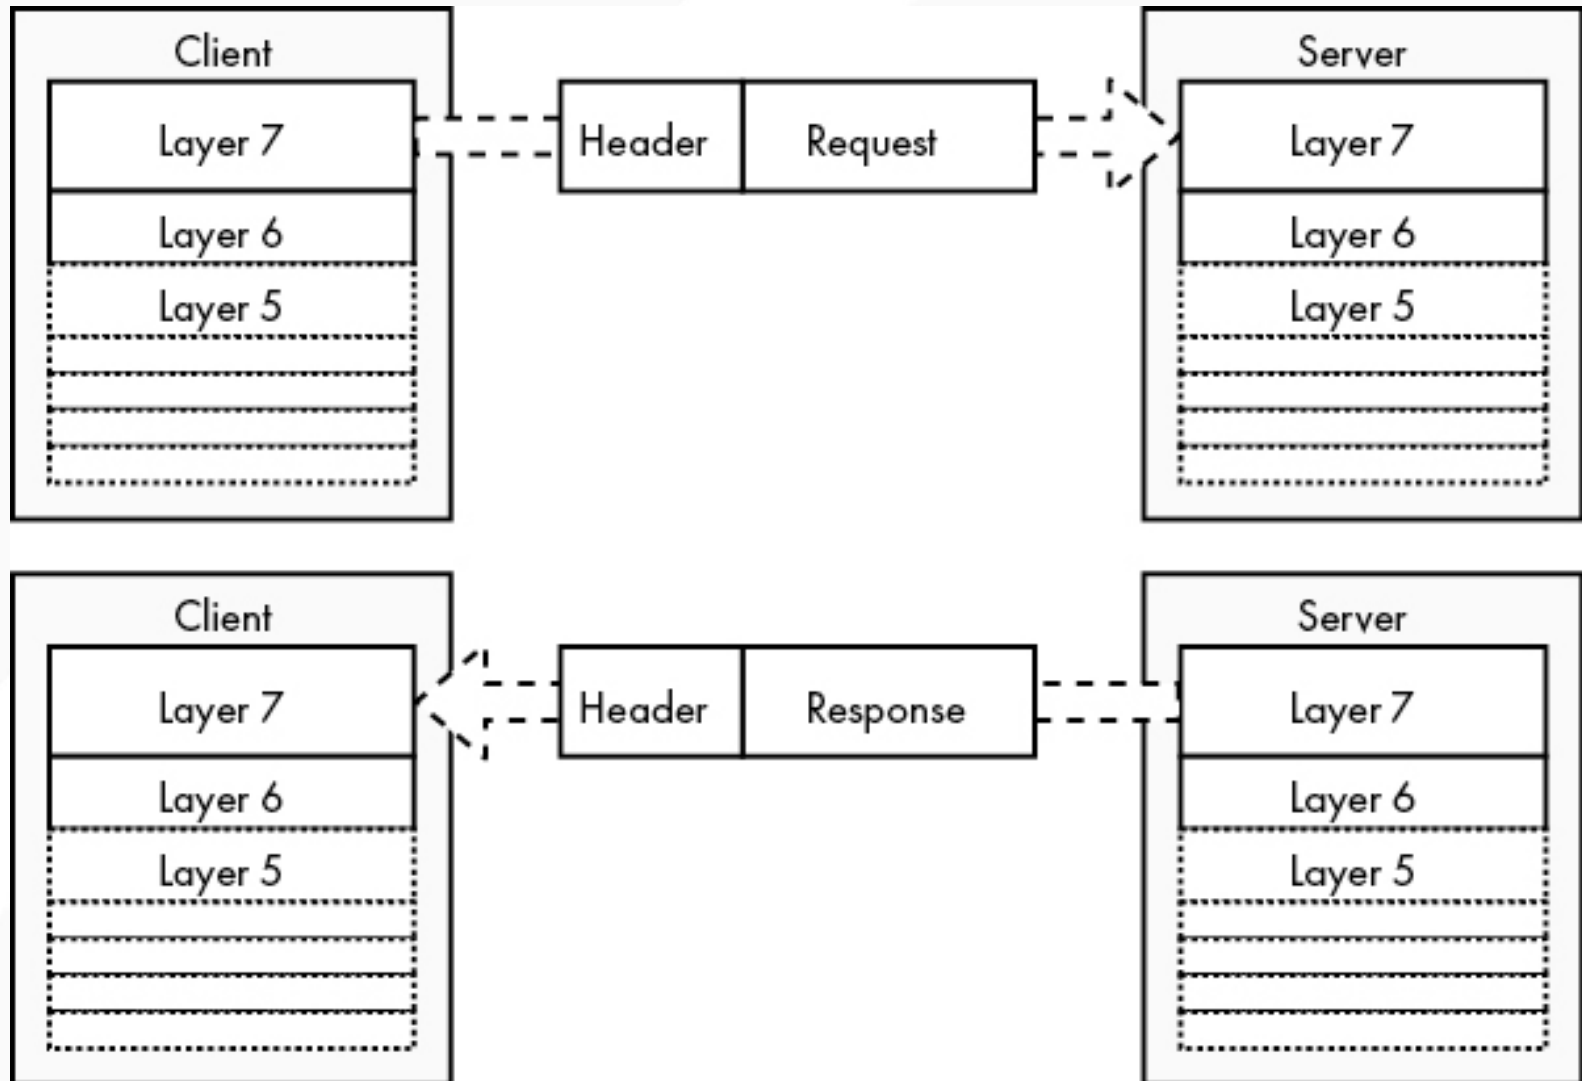 Client
Server
Layer 7
Header
Request
Layer 7
Layer 6
Layer 6
Layer 5
Layer 5
Client
Server
Layer 7
Header
Response
Layer 7
Layer 6
Layer 6
Layer 5
Layer 5